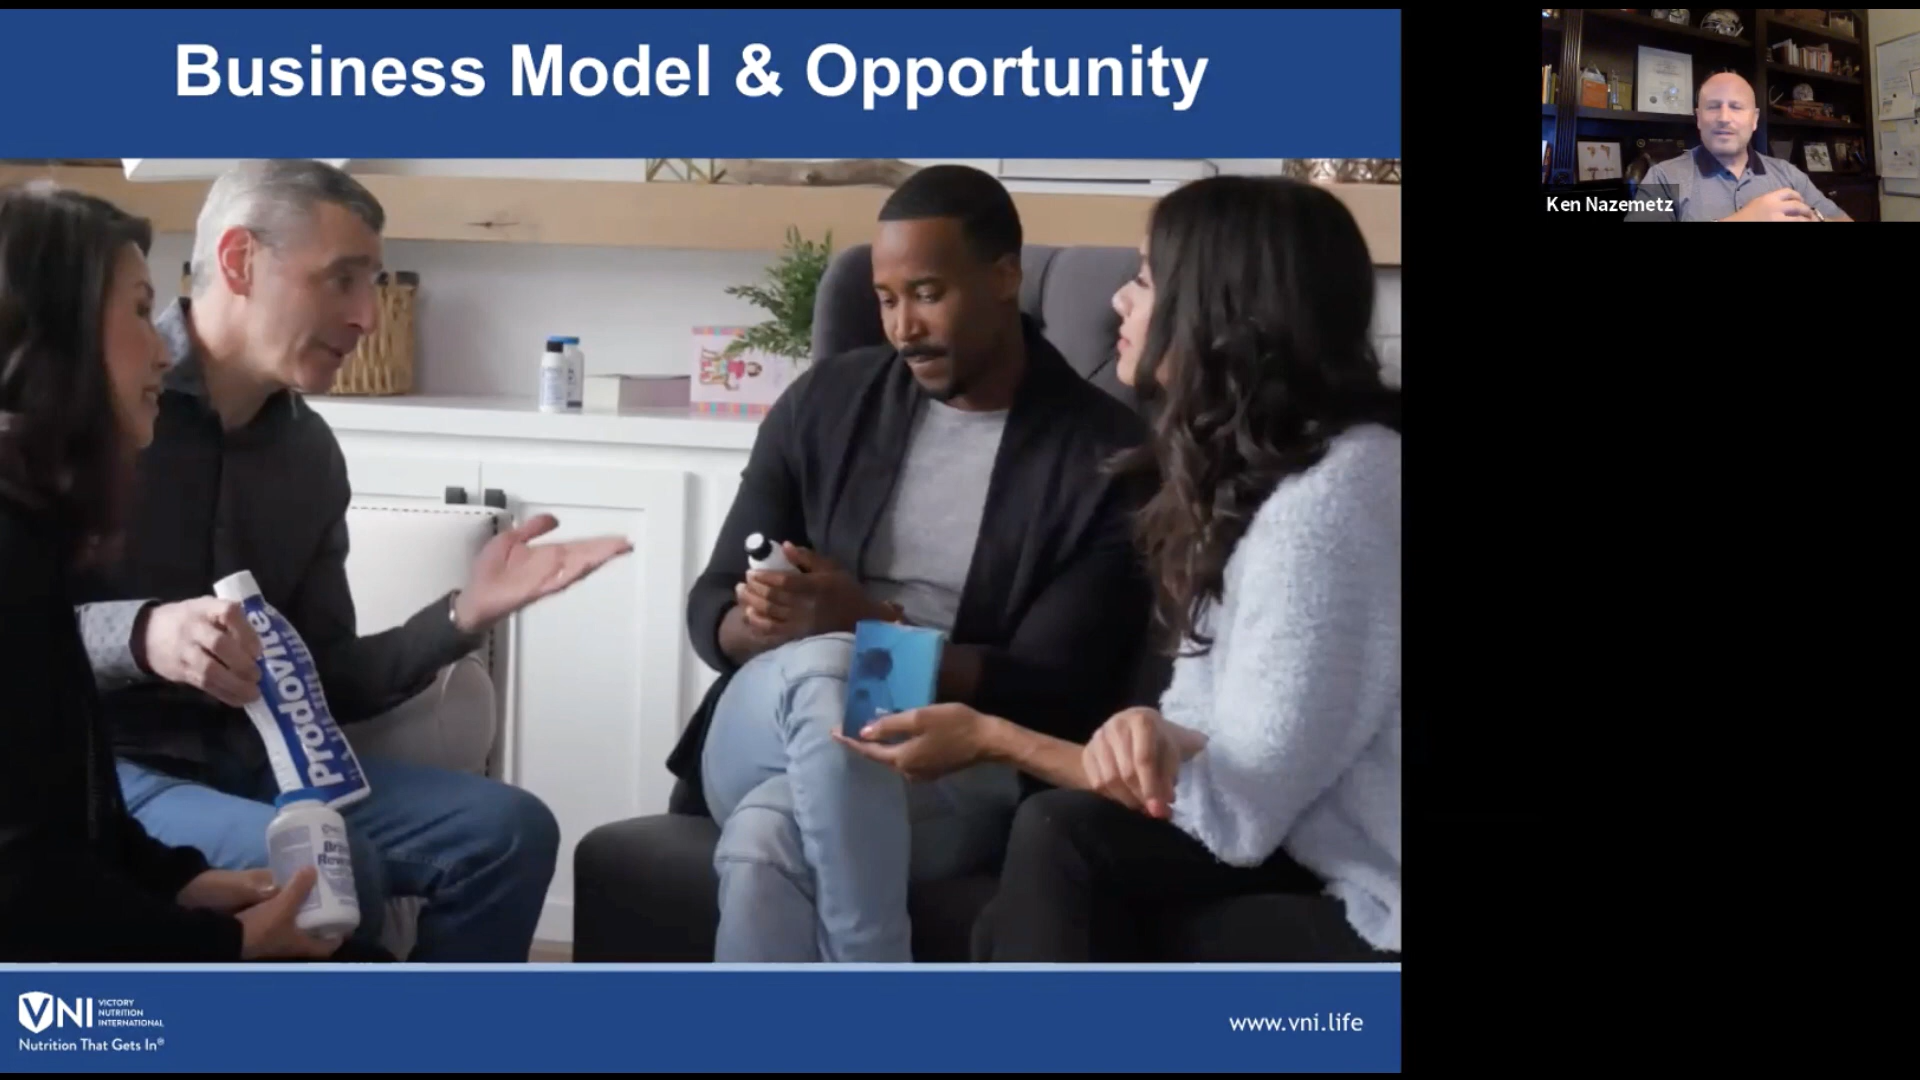 Business Model & Opportunity
Ken Nazemetz
Prodovite
VNI
VICTORY
NUTRITION
INTERNATIONAL
Nutrition That Gets In®
www.vni.life